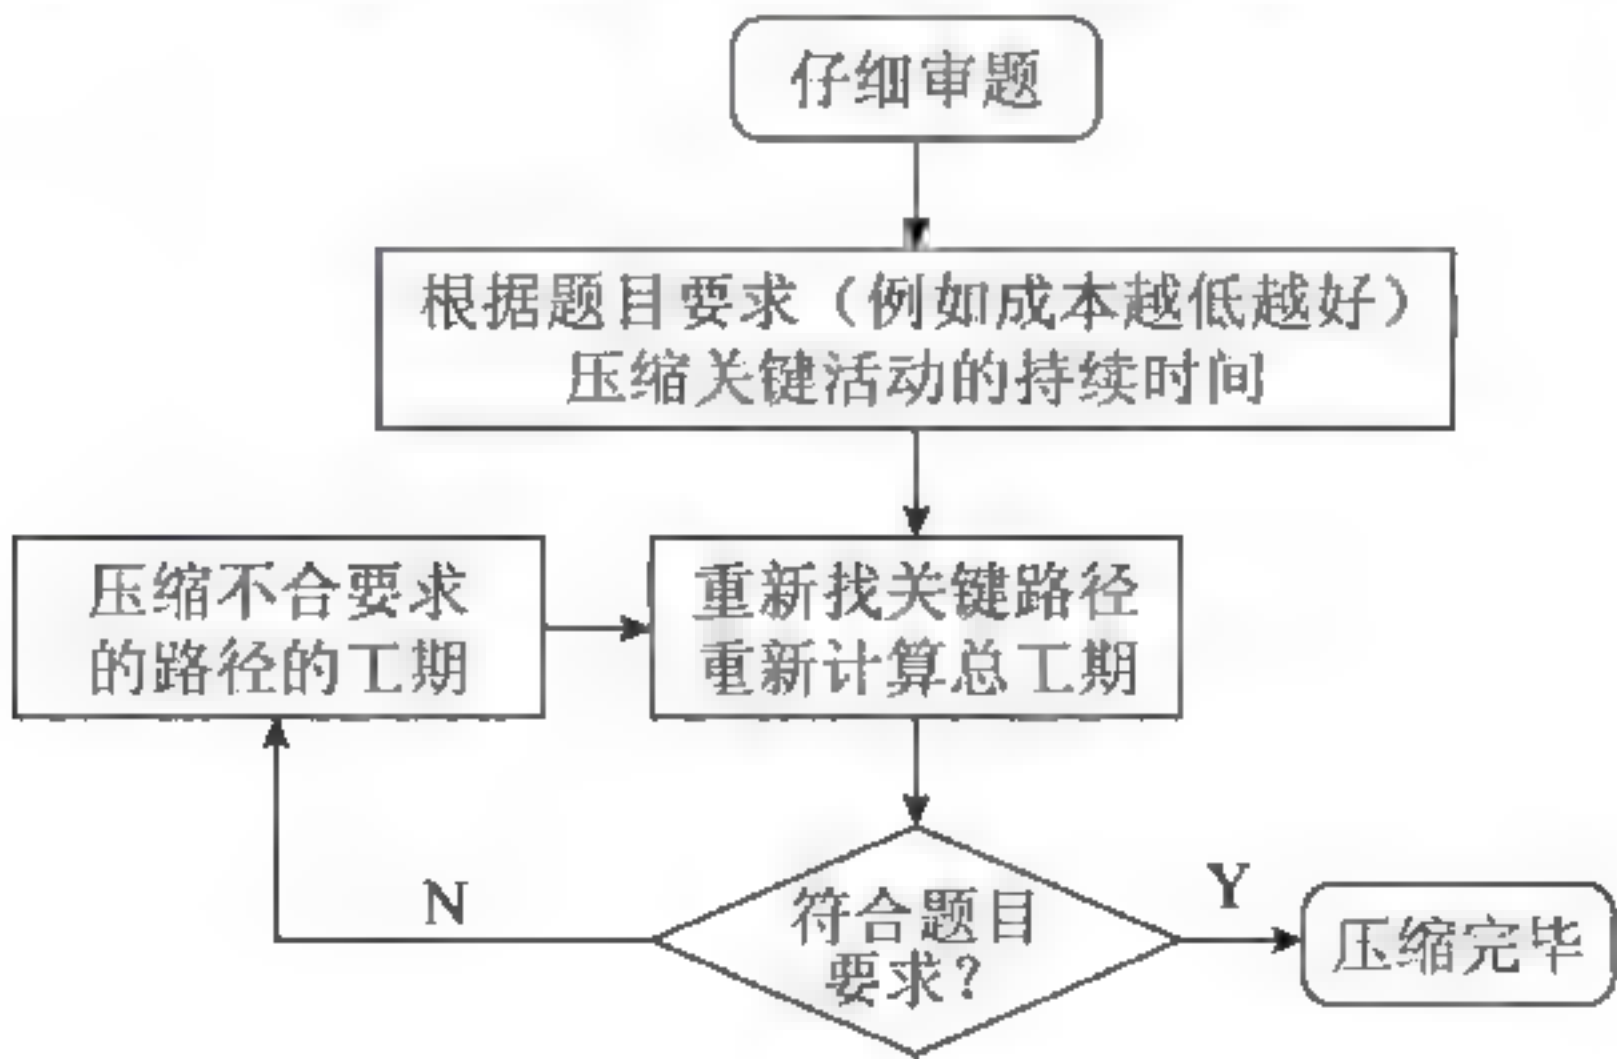 仔细审题
根据题目要求（例如成本越低越好）
压缩关键活动的持续时间
压缩不合要求
的路径的工期
重新找关键路径
重新计算总工期
N
符合题目
要求？
Y
压缩完毕